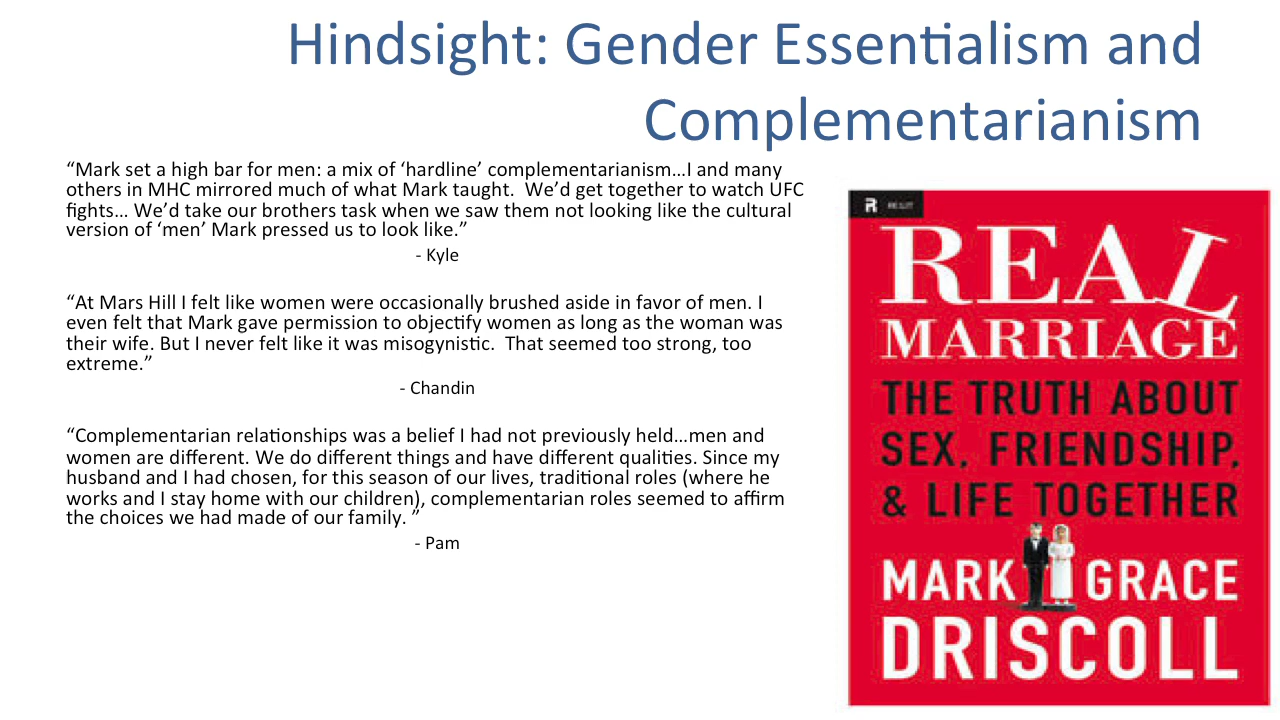 Hindsight: Gender Essentialism and
Complementarianism
“Mark set a high bar for men: a mix of ‘hardline’ complementarianism…I and many
others in MHC mirrored much of what Mark taught.  We’d get together to watch UFC
fights… We’d take our brothers task when we saw them not looking like the cultural
version of ‘men’ Mark pressed us to look like.”
- Kyle
“At Mars Hill I felt like women were occasionally brushed aside in favor of men. I
even felt that Mark gave permission to objectify women as long as the woman was
their wife. But I never felt like it was misogynistic.  That seemed too strong, too
extreme.”
- Chandin
“Complementarian relationships was a belief I had not previously held…men and
women are different. We do different things and have different qualities. Since my
husband and I had chosen, for this season of our lives, traditional roles (where he
works and I stay home with our children), complementarian roles seemed to affirm
the choices we had made of our family. ”
- Pam
REAL
MARRIAGE
THE TRUTH ABOUT
SEX, FRIENDSHIP,
& LIFE TOGETHER
MARK GRACE
DRISCOLL